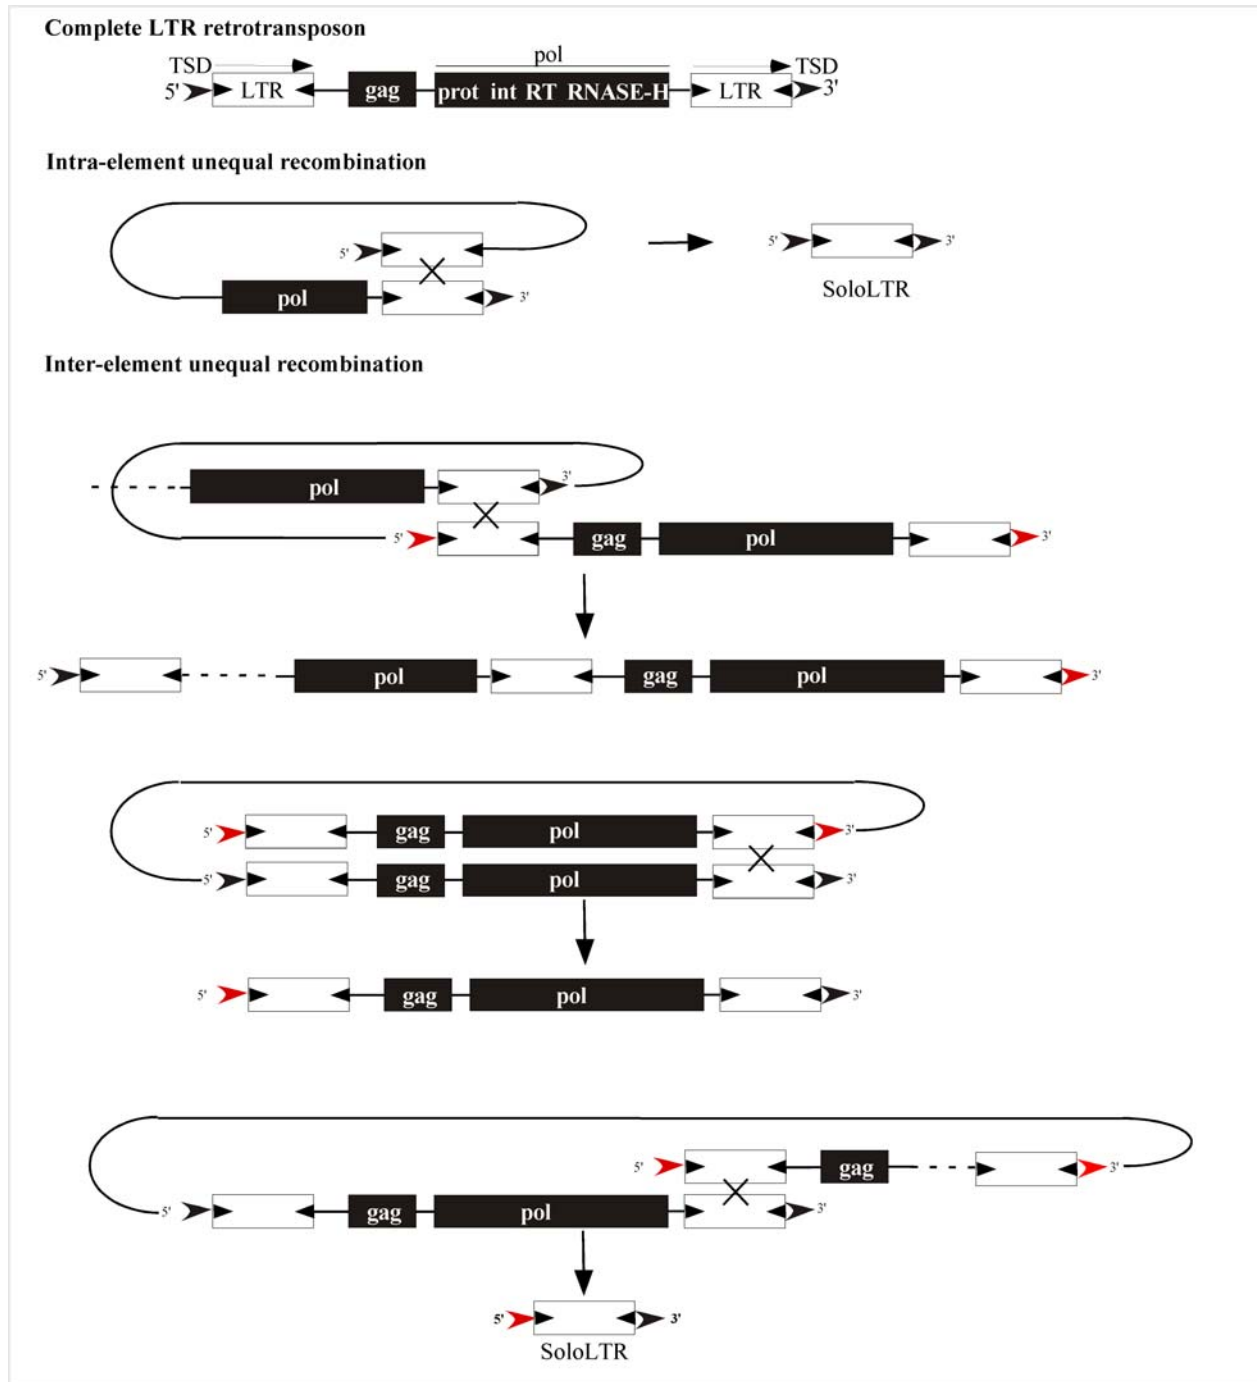 Complete LTR retrotransposon
pol
TSD TSD
5' LTR gag prot int RT RNASE-H LTR 3'
Intra-element unequal recombination
5'
5' 3'
pol 3'
SoloLTR
Inter-element unequal recombination
pol 3'
5' gag pol 3'
5' pol gag pol 3'
5' gag pol 3'
5' gag pol 3'
5' gag pol 3'
5' gag 3'
5' gag pol 3'
5' 3'
SoloLTR